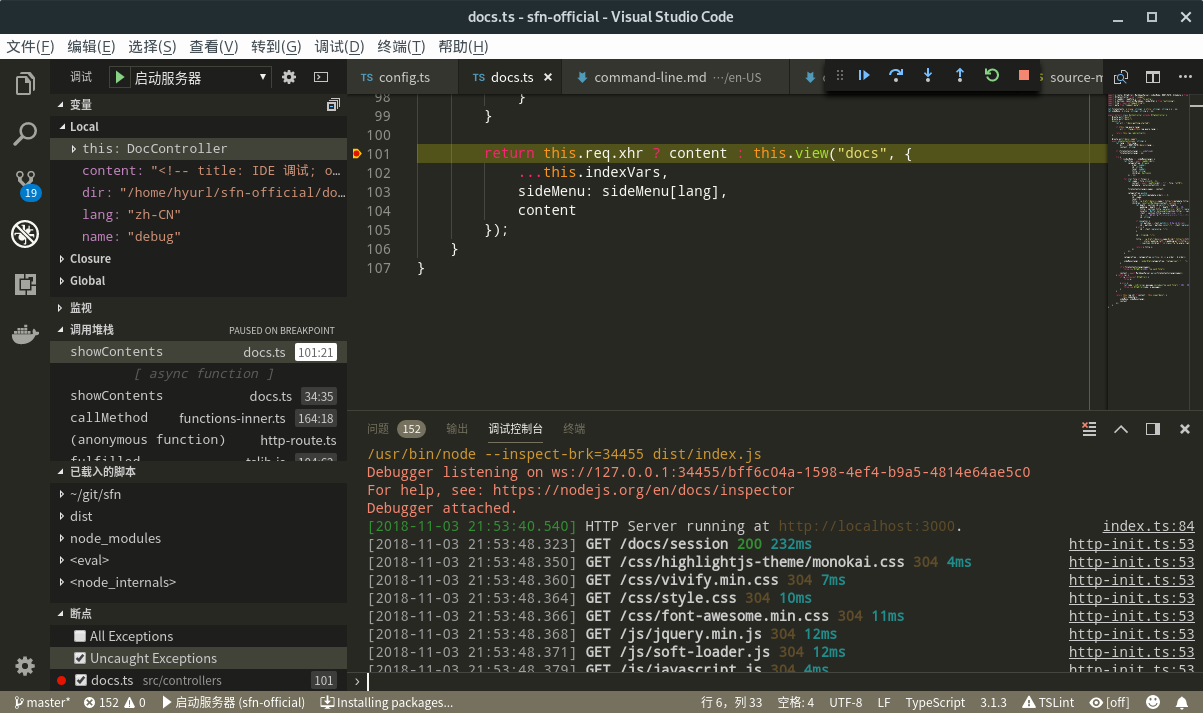 docs.ts - sfn-official - Visual Studio Code
文件(F) 编辑(E) 选择(S) 查看(V) 转到(G) 调试(D) 终端(T) 帮助(H)
调试 启动服务器
TS config.ts TS docs.ts command-line.md ···/en-US source-m
变量
Local
this: DocController
content: "<!-- title: IDE 调试; o…
dir: "/home/hyurl/sfn-official/do…
lang: "zh-CN"
name: "debug"
Closure
Global
监视
调用堆栈 PAUSED ON BREAKPOINT
showContents docs.ts 101:21
[ async function ]
showContents docs.ts 34:35
callMethod functions-inner.ts 164:18
(anonymous function) http-route.ts
fulfilled tslib.js
已载入的脚本
~/git/sfn
dist
node_modules
<eval>
<node_internals>
断点
All Exceptions
Uncaught Exceptions
docs.ts src/controllers 101
19
98 }
99 }
100
101 return this.req.xhr ? content : this.view("docs", {
102 ...this.indexVars,
103 sideMenu: sideMenu[lang],
104 content
105 });
106 }
107 }
问题 152 输出 调试控制台 终端
/usr/bin/node --inspect-brk=34455 dist/index.js
Debugger listening on ws://127.0.0.1:34455/bff6c04a-1598-4ef4-b9a5-4814e64ae5c0
For help, see: https://nodejs.org/en/docs/inspector
Debugger attached.
[2018-11-03 21:53:40.540] HTTP Server running at http://localhost:3000. index.ts:84
[2018-11-03 21:53:48.323] GET /docs/session 200 232ms http-init.ts:53
[2018-11-03 21:53:48.350] GET /css/highlightjs-theme/monokai.css 304 4ms http-init.ts:53
[2018-11-03 21:53:48.360] GET /css/vivify.min.css 304 7ms http-init.ts:53
[2018-11-03 21:53:48.364] GET /css/style.css 304 10ms http-init.ts:53
[2018-11-03 21:53:48.366] GET /css/font-awesome.min.css 304 11ms http-init.ts:53
[2018-11-03 21:53:48.368] GET /js/jquery.min.js 304 12ms http-init.ts:53
[2018-11-03 21:53:48.371] GET /js/soft-loader.js 304 12ms http-init.ts:53
[2018-11-03 21:53:48.379] GET /js/javascript.js 304 4ms http-init.ts:53
master* 152 0 启动服务器 (sfn-official) Installing packages... 行 6，列 33 空格: 4 UTF-8 LF TypeScript 3.1.3 TSLint [off]